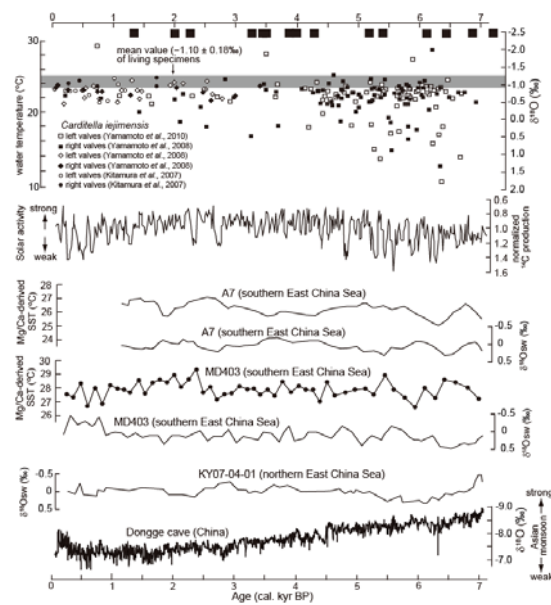 0 1 2 3 4 5 6 7
mean value (−1.10 ± 0.18‰)
of living specimens
water temperature (°C)
30
22
10
-2.5
-2.0
-1.5
-1.0
-0.5
0.0
0.5
1.0
1.5
2.0
δ¹⁸O (‰)
Carditella iejimensis
left valves (Yamamoto et al., 2010)
right valves (Yamamoto et al., 2008)
left valves (Yamamoto et al., 2008)
right valves (Yamamoto et al., 2008)
left valves (Kitamura et al., 2007)
right valves (Kitamura et al., 2007)
Solar activity
strong
weak
0.6
0.8
1.0
1.2
1.4
1.6
normalized
¹⁴C production
A7 (southern East China Sea)
Mg/Ca-derived
SST (°C)
27
26
25
24
A7 (southern East China Sea)
-0.5
0
0.5
δ¹⁸Osw (‰)
MD403 (southern East China Sea)
Mg/Ca-derived
SST (°C)
30
29
28
27
26
MD403 (southern East China Sea)
-0.5
0
0.5
δ¹⁸Osw (‰)
KY07-04-01 (northern East China Sea)
δ¹⁸Osw (‰)
-0.5
0.0
0.5
Dongge cave (China)
-9.0
-8.0
-7.0
δ¹⁸O (‰)
strong
Asian
monsoon
weak
0 1 2 3 4 5 6 7
Age (cal. kyr BP)